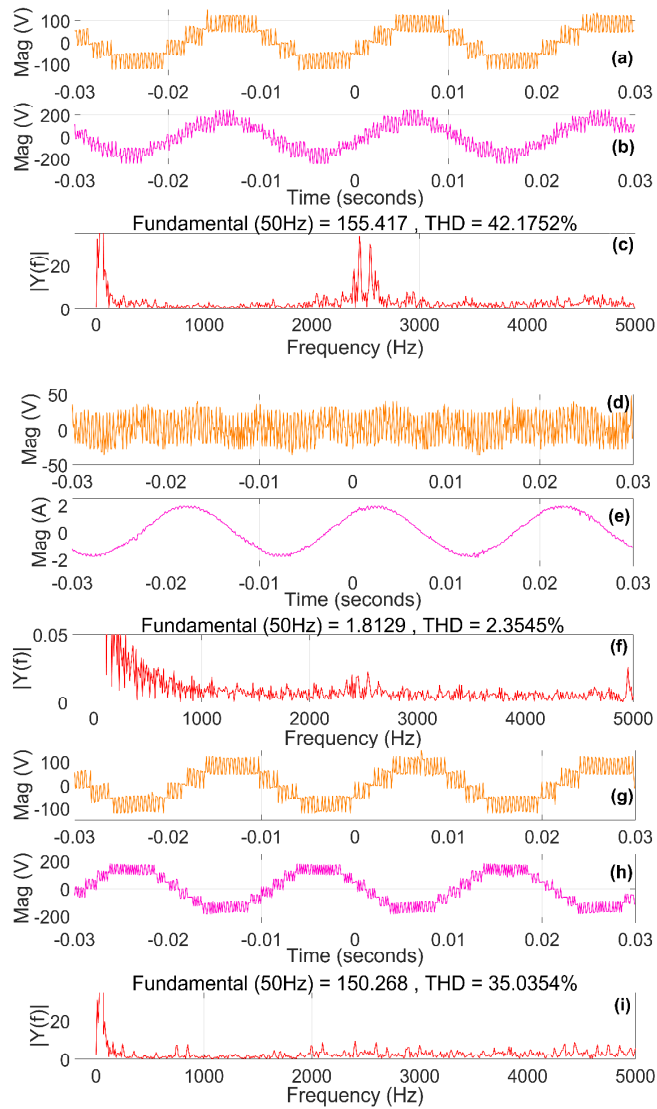 Mag (V)
100
0
-100
(a)
-0.03 -0.02 -0.01 0 0.01 0.02 0.03
Mag (V)
200
0
-200
(b)
-0.03 -0.02 -0.01 0 0.01 0.02 0.03
Time (seconds)
Fundamental (50Hz) = 155.417 , THD = 42.1752%
|Y(f)|
20
0
(c)
0 1000 2000 3000 4000 5000
Frequency (Hz)
Mag (V)
50
0
-50
(d)
-0.03 -0.02 -0.01 0 0.01 0.02 0.03
Mag (A)
2
0
-2
(e)
-0.03 -0.02 -0.01 0 0.01 0.02 0.03
Time (seconds)
Fundamental (50Hz) = 1.8129 , THD = 2.3545%
|Y(f)|
0.05
0
(f)
0 1000 2000 3000 4000 5000
Frequency (Hz)
Mag (V)
100
0
-100
(g)
-0.03 -0.02 -0.01 0 0.01 0.02 0.03
Mag (V)
200
0
-200
(h)
-0.03 -0.02 -0.01 0 0.01 0.02 0.03
Time (seconds)
Fundamental (50Hz) = 150.268 , THD = 35.0354%
|Y(f)|
20
0
(i)
0 1000 2000 3000 4000 5000
Frequency (Hz)